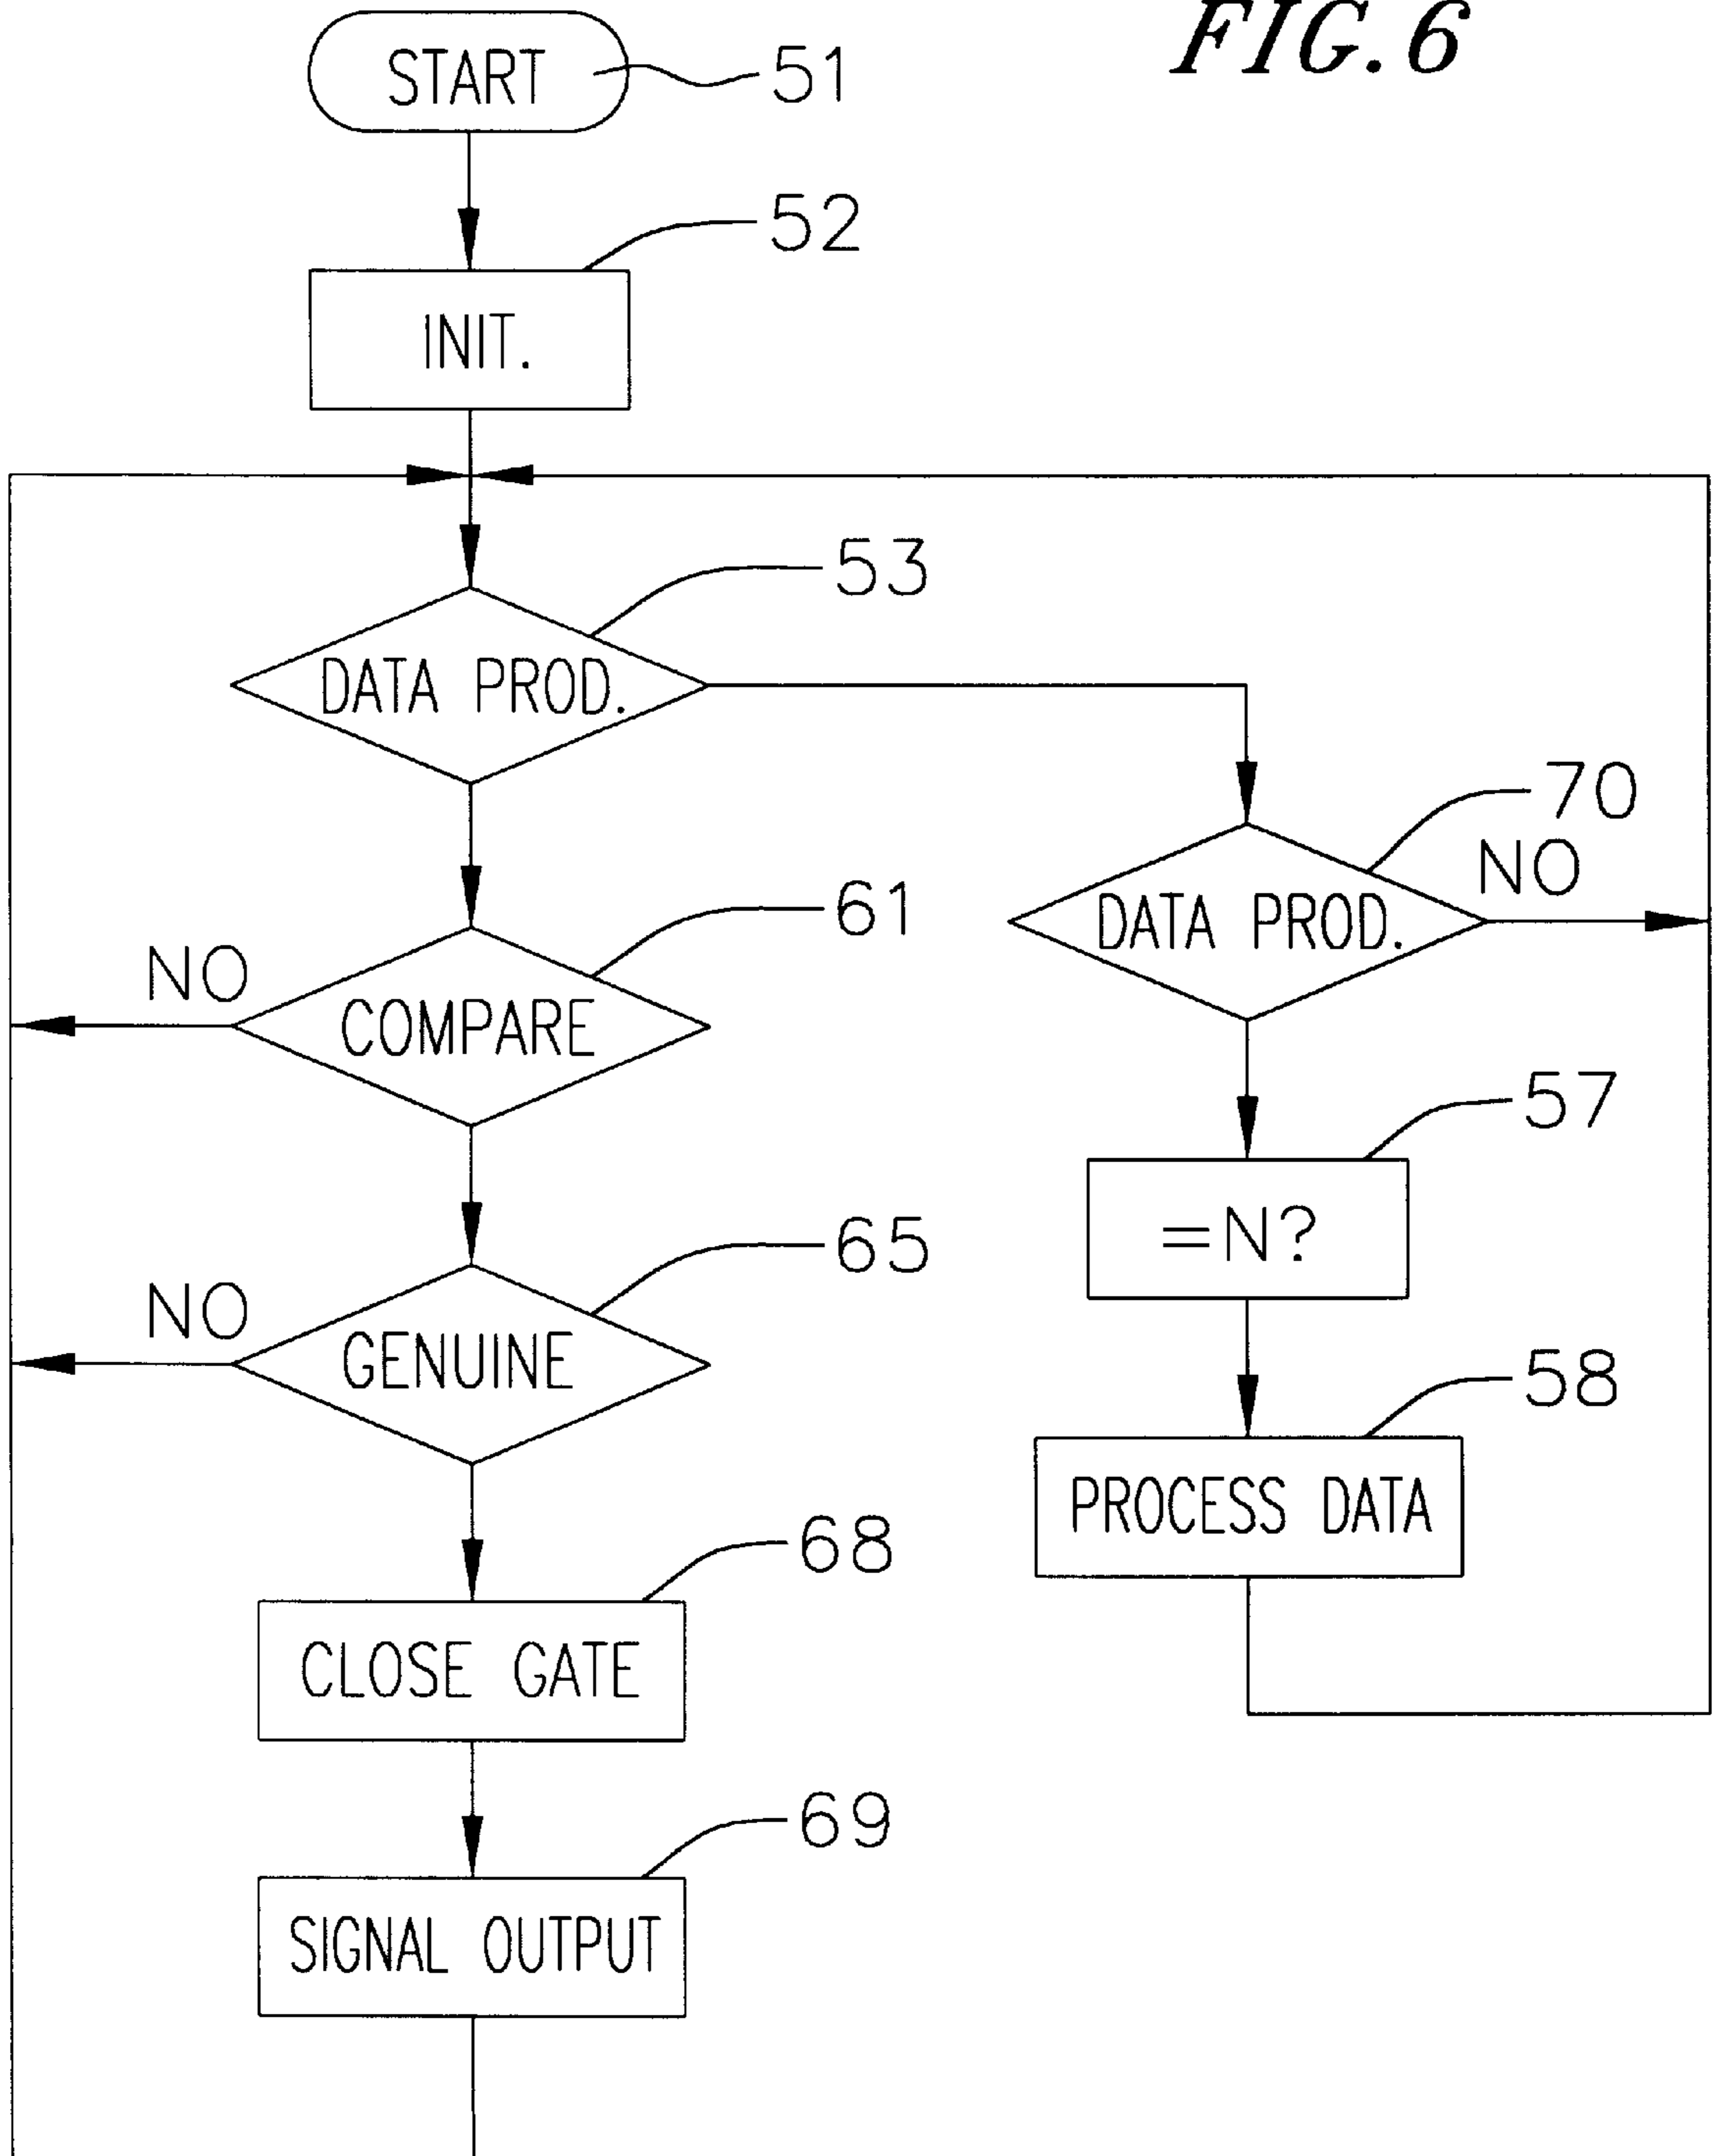 FIG. 6
START
51
52
INIT.
53
DATA PROD.
70
NO
DATA PROD.
61
NO
COMPARE
57
=N?
65
NO
GENUINE
58
PROCESS DATA
68
CLOSE GATE
69
SIGNAL OUTPUT